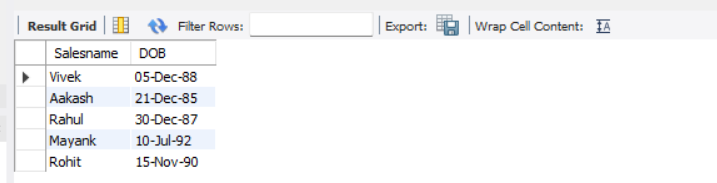 Result Grid Filter Rows: Export: Wrap Cell Content: IA
Salesname DOB
Vivek 05-Dec-88
Aakash 21-Dec-85
Rahul 30-Dec-87
Mayank 10-Jul-92
Rohit 15-Nov-90